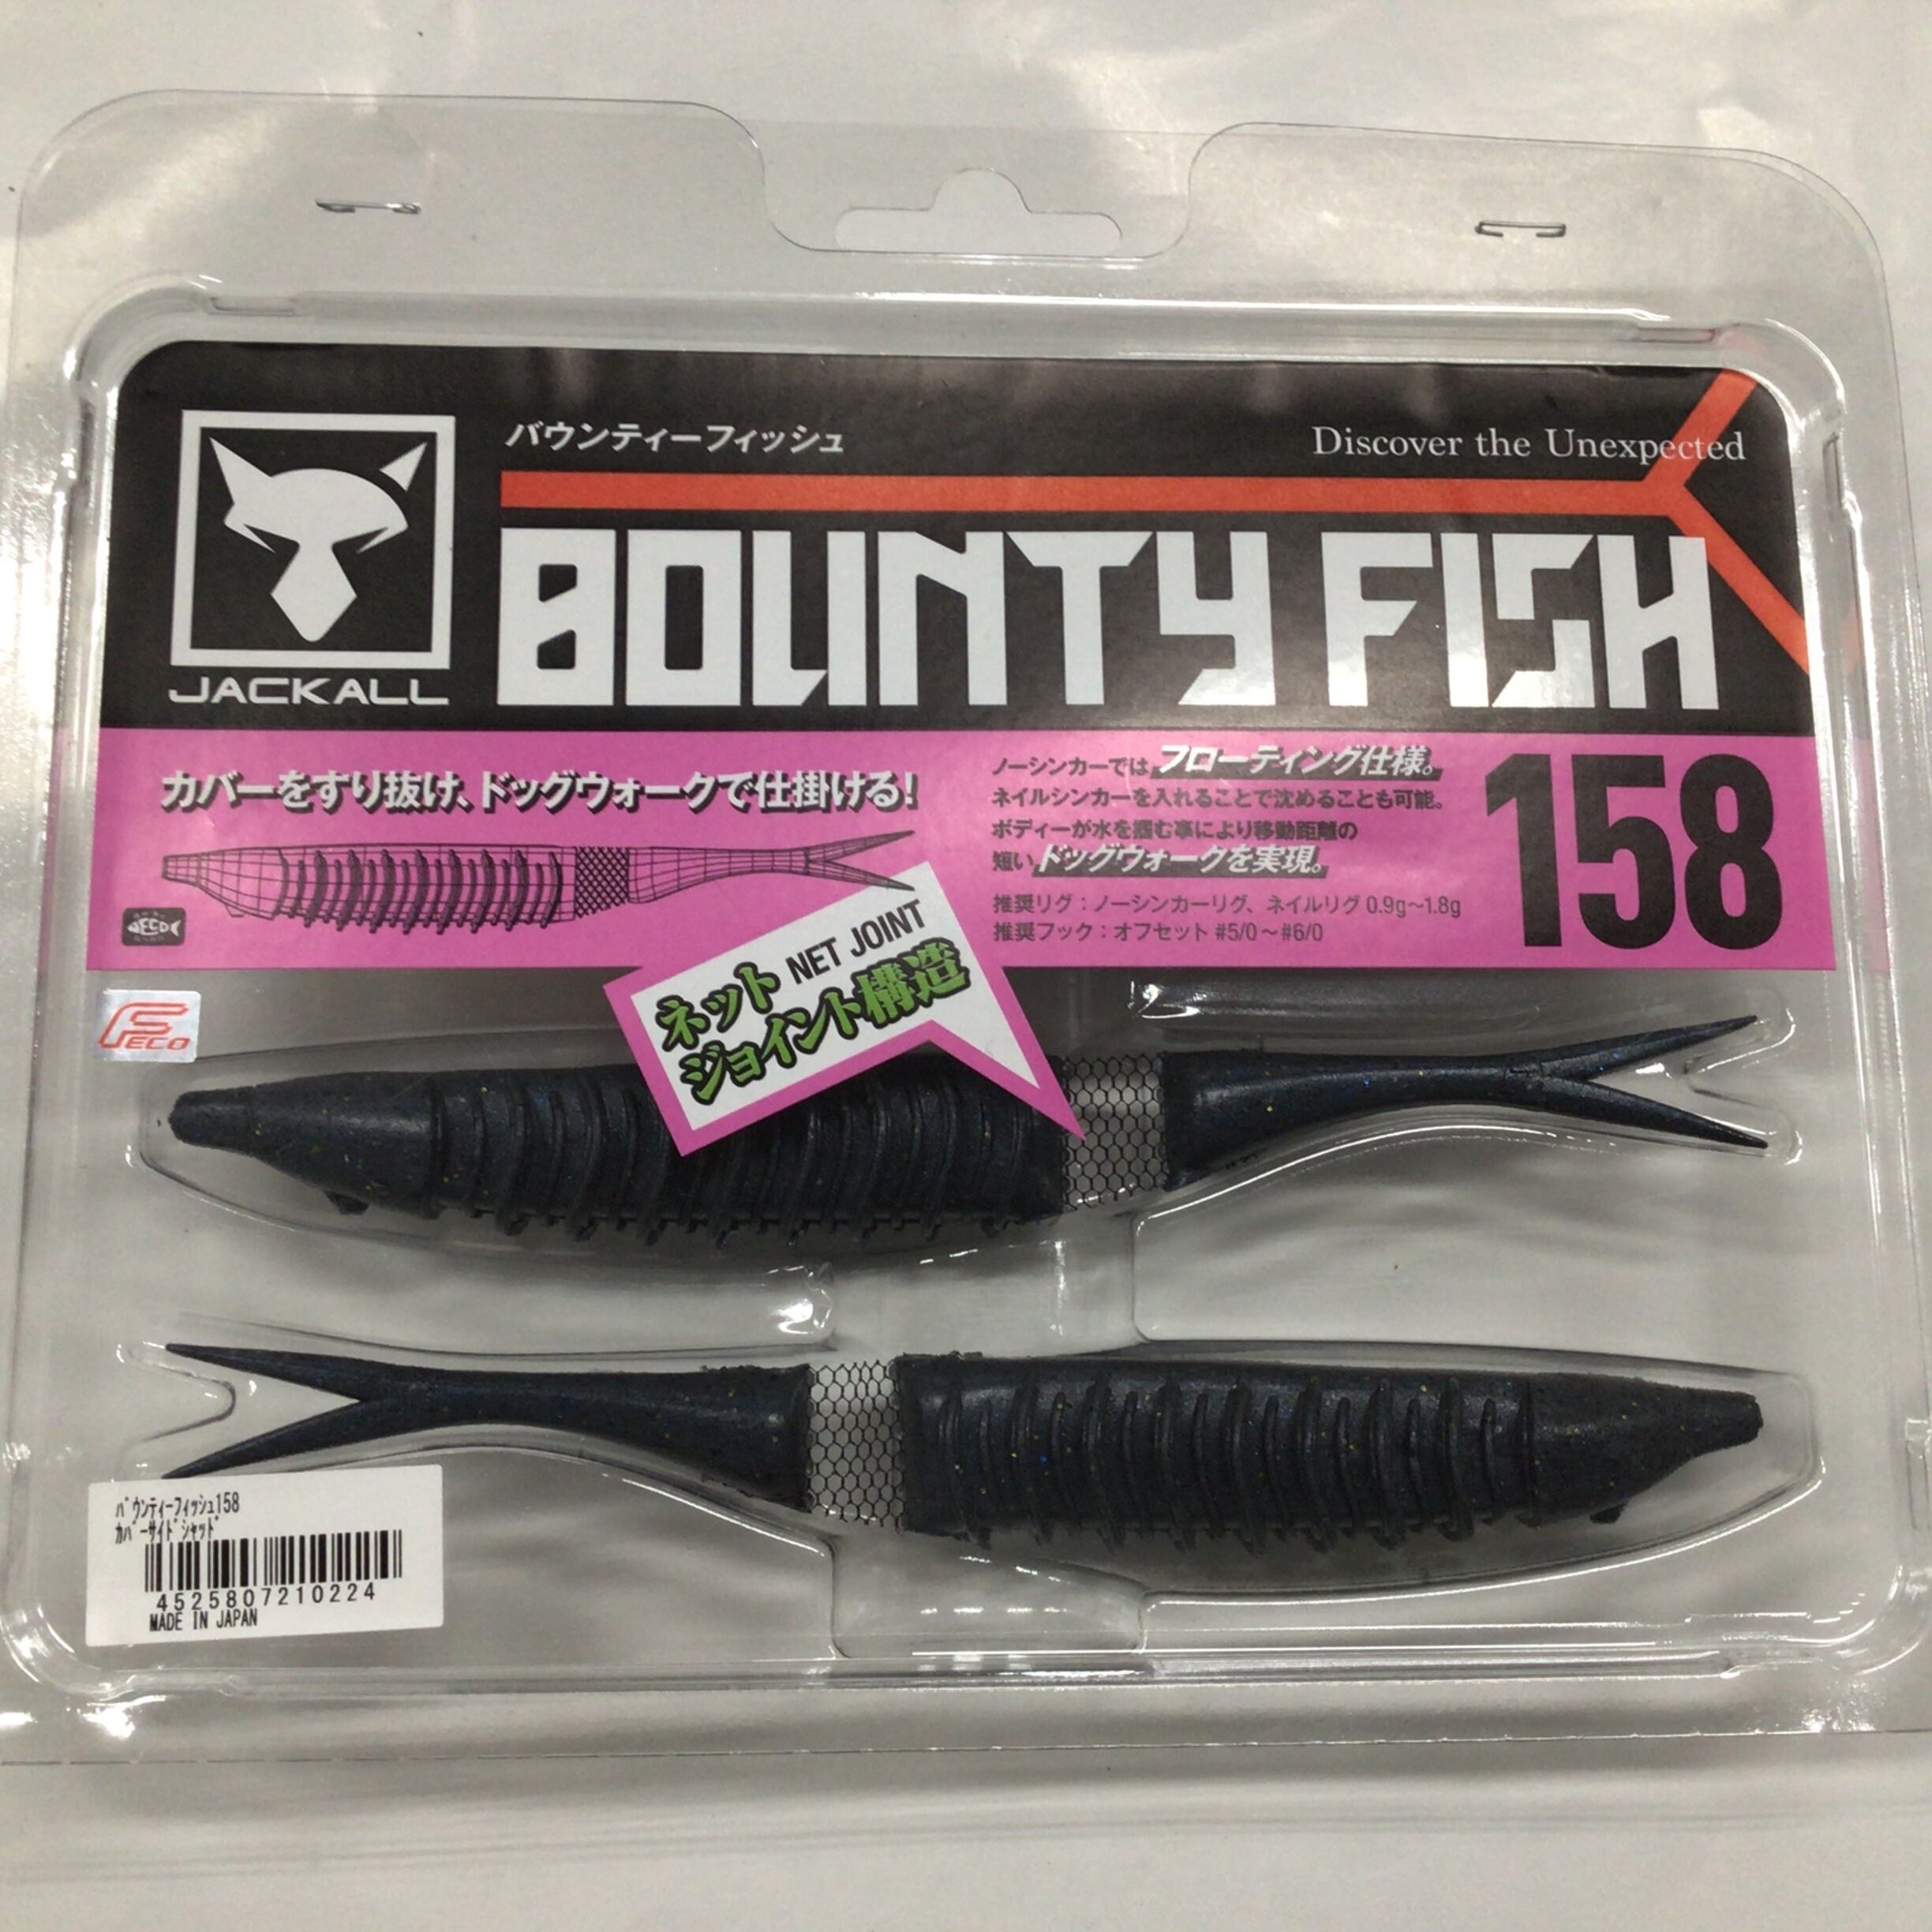 バウンティーフィッシュ
Discover the Unexpected
BOUNTY FISH
JACKALL
カバーをすり抜け、ドッグウォークで仕掛ける!
ノーシンカーでは、フローティング仕様。
ネイルシンカーを入れることで沈めることも可能。
ボディーが水を掴む事により移動距離の
短いドッグウォークを実現。
推奨リグ:ノーシンカーリグ、ネイルリグ 0.9g~1.8g
推奨フック:オフセット #5/0~#6/0
158
ECO
FECO
ネット NET JOINT
ジョイント構造
バウンティーフィッシュ158
カバーサイドシャッド
4525807210224
MADE IN JAPAN